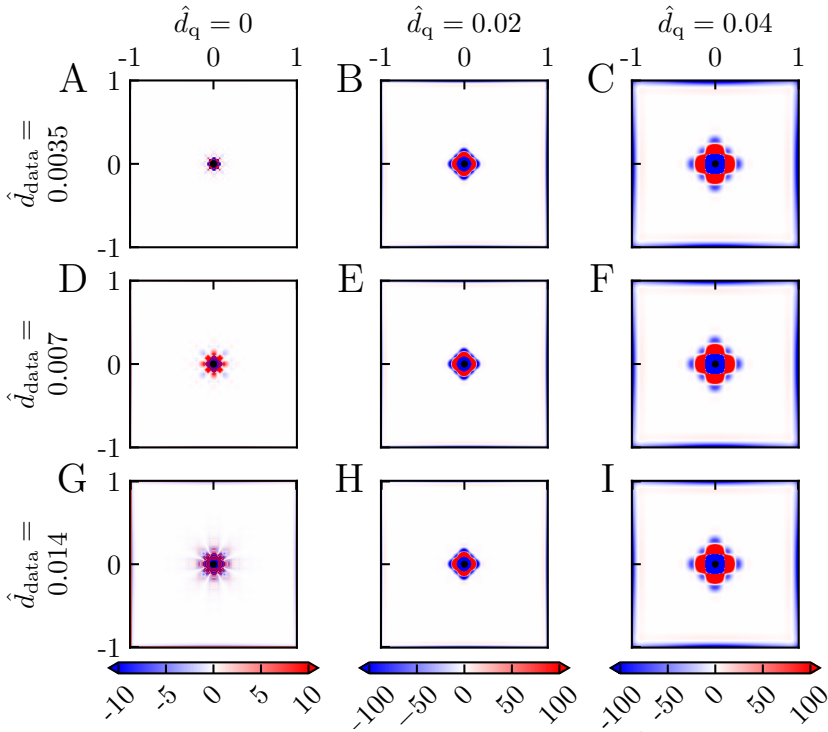 d̂q = 0 d̂q = 0.02 d̂q = 0.04
-1 0 1 -1 0 1 -1 0 1
A B C
1
d̂data =
0.0035
0
-1
D E F
1
d̂data =
0.007
0
-1
G H I
1
d̂data =
0.014
0
-1
-10 -5 0 5 10 -100 -50 0 50 100 -100 -50 0 50 100